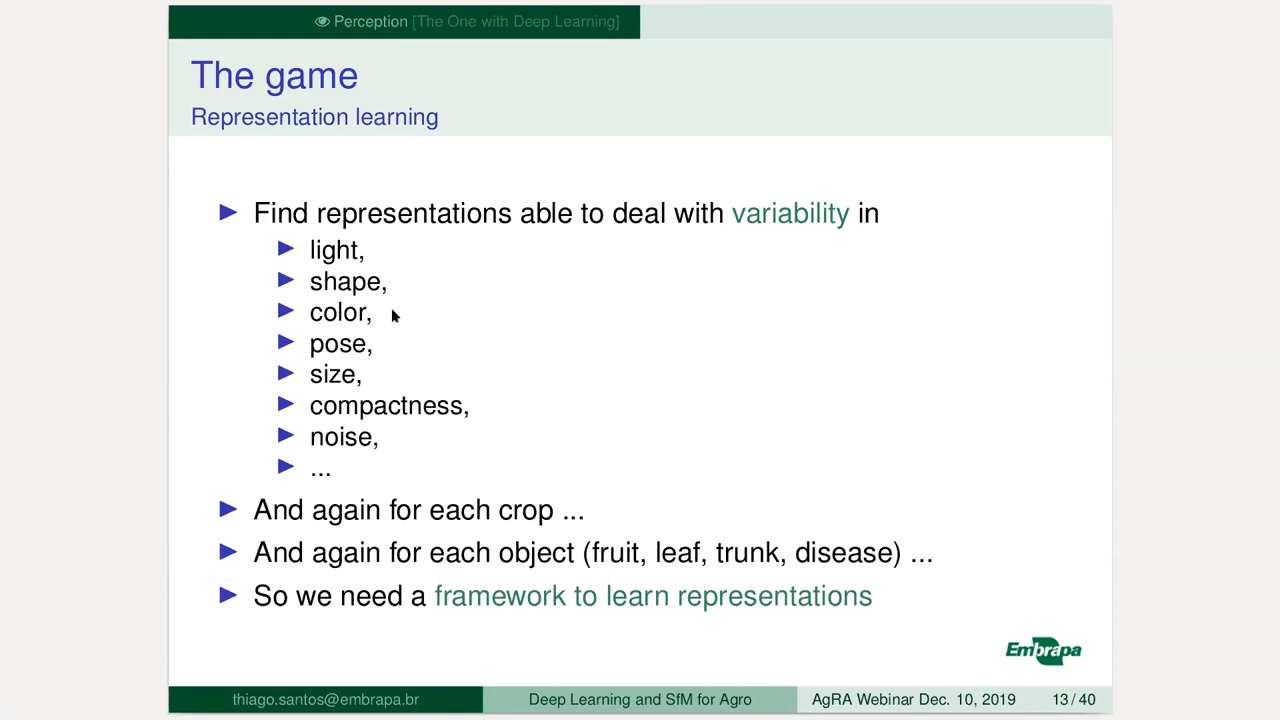 Perception [The One with Deep Learning]
The game
Representation learning
Find representations able to deal with variability in
light,
shape,
color,
pose,
size,
compactness,
noise,
...
And again for each crop ...
And again for each object (fruit, leaf, trunk, disease) ...
So we need a framework to learn representations
Embrapa
thiago.santos@embrapa.br Deep Learning and SfM for Agro AgRA Webinar Dec. 10, 2019 13 / 40